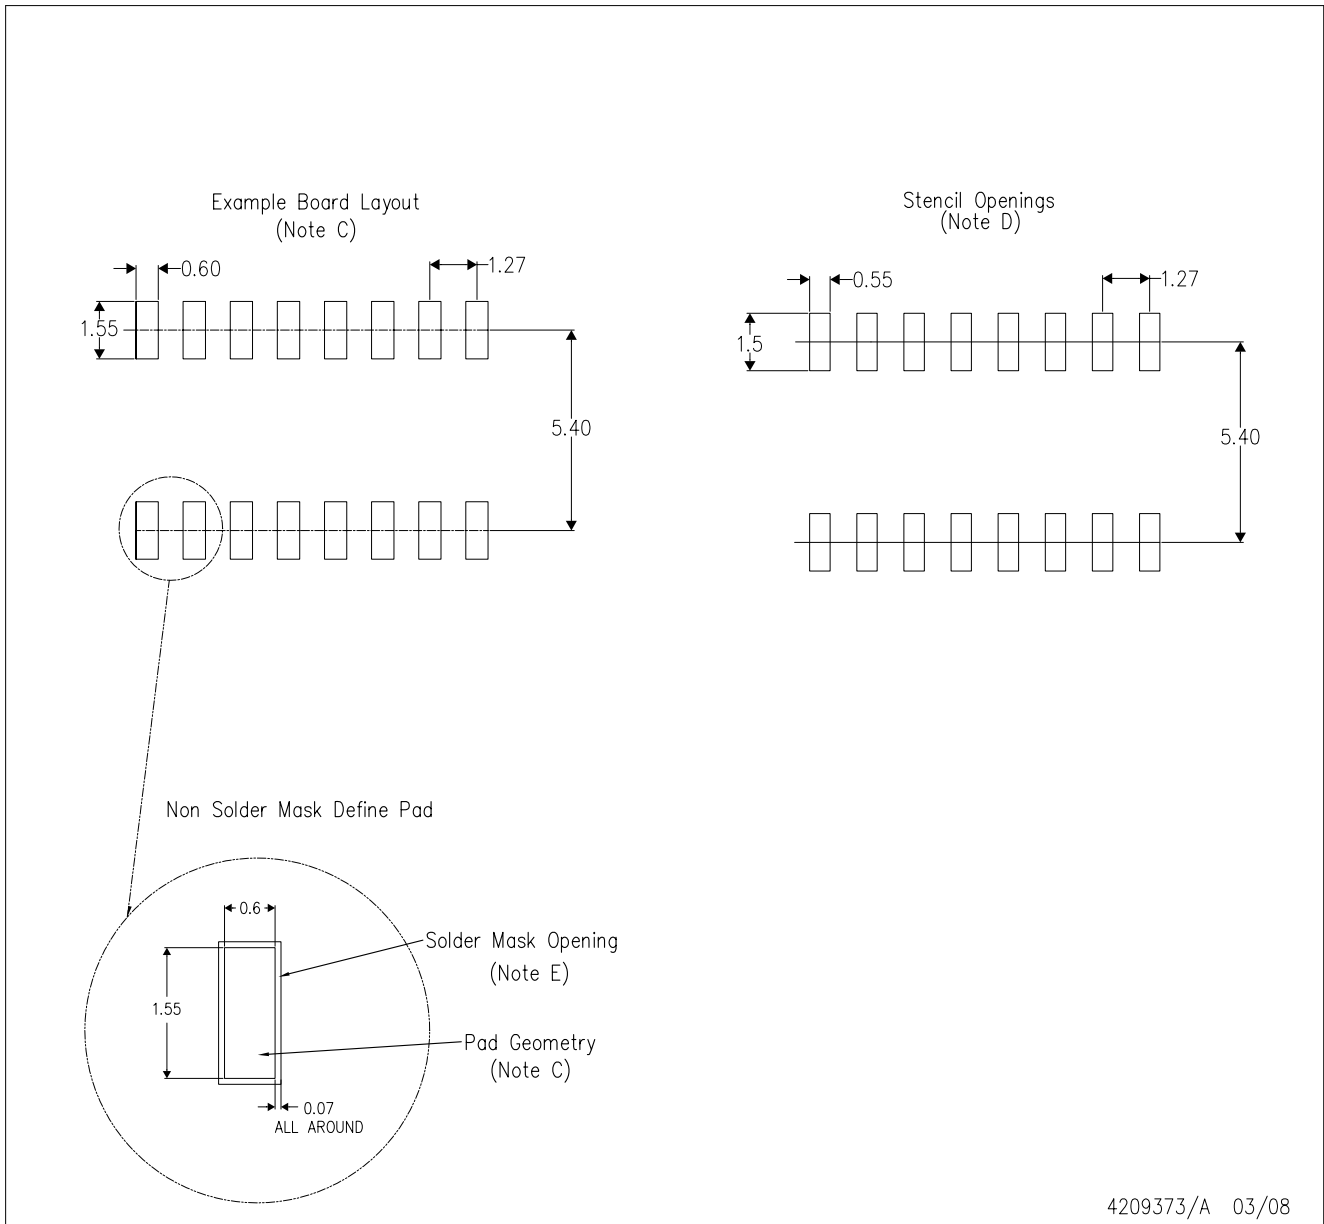 Example Board Layout
(Note C)
0.60
1.27
1.55
5.40
Stencil Openings
(Note D)
0.55
1.27
1.5
5.40
Non Solder Mask Define Pad
0.6
1.55
Solder Mask Opening
(Note E)
Pad Geometry
(Note C)
0.07
ALL AROUND
4209373/A 03/08